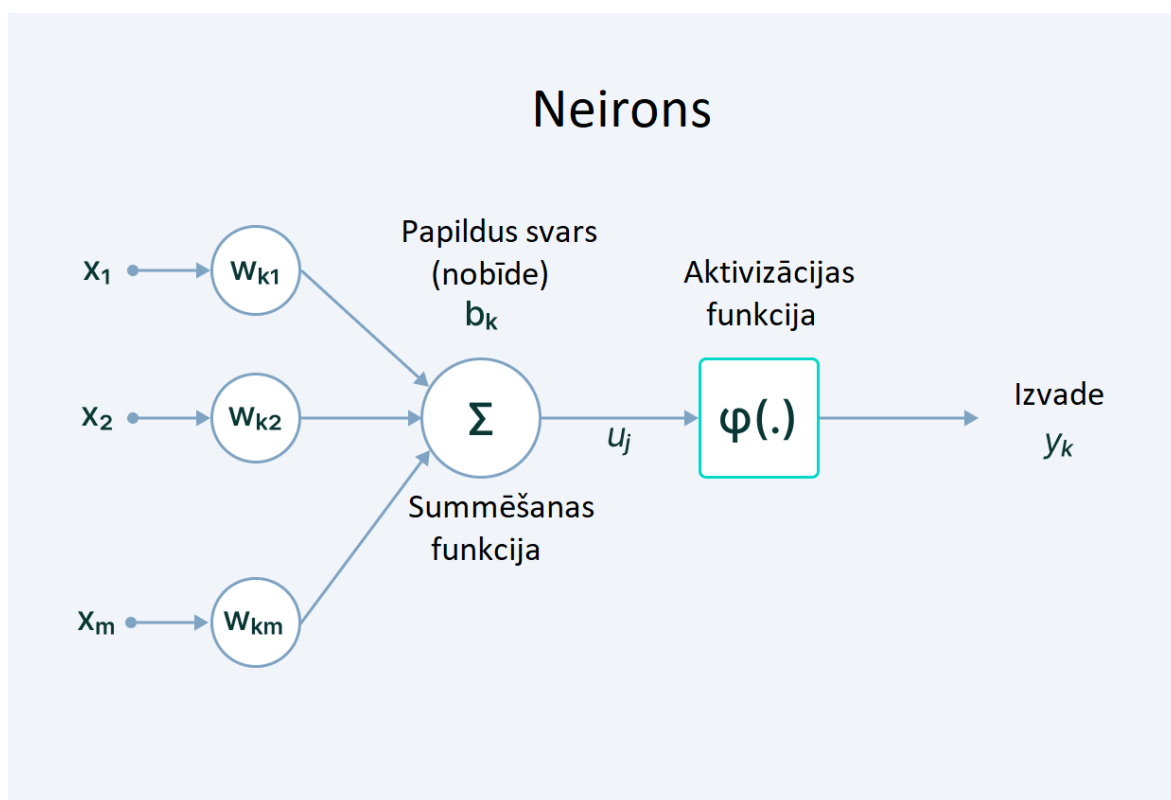 Neirons
Papildus svars
(nobīde)
bₖ
Aktivizācijas
funkcija
x₁
wₖ₁
x₂
wₖ₂
Σ
uⱼ
φ(.)
Izvade
yₖ
Summēšanas
funkcija
xₘ
wₖₘ